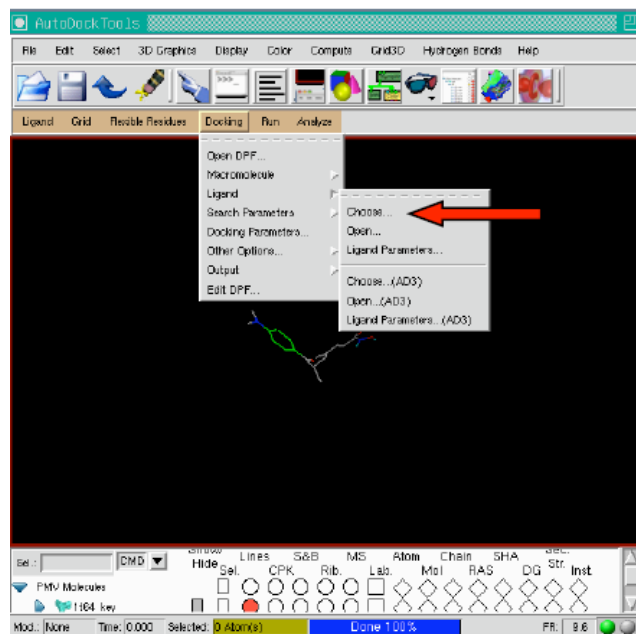 AutoDockTools
File Edit Select 3D Graphics Display Color Compute Grid3D Hydrogen Bonds Help
Ligand Grid Flexible Residues Docking Run Analyze
Open DPF...
Macromolecule
Ligand
Search Parameters
Docking Parameters...
Other Options...
Output
Edit DPF...
Choose...
Open...
Ligand Parameters...
Choose...(AD3)
Open...(AD3)
Ligand Parameters...(AD3)
Sel.: CMD
Show/ Lines S&B MS Atom Chain SHA Sec.
Hide Sel. CPK Rib. Lab. Mol RAS DG Str. Inst.
PMV Molecules
key
Mod.: None Time: 0.000 Selected: 0 Atom(s) Done 100% FR: 9.6